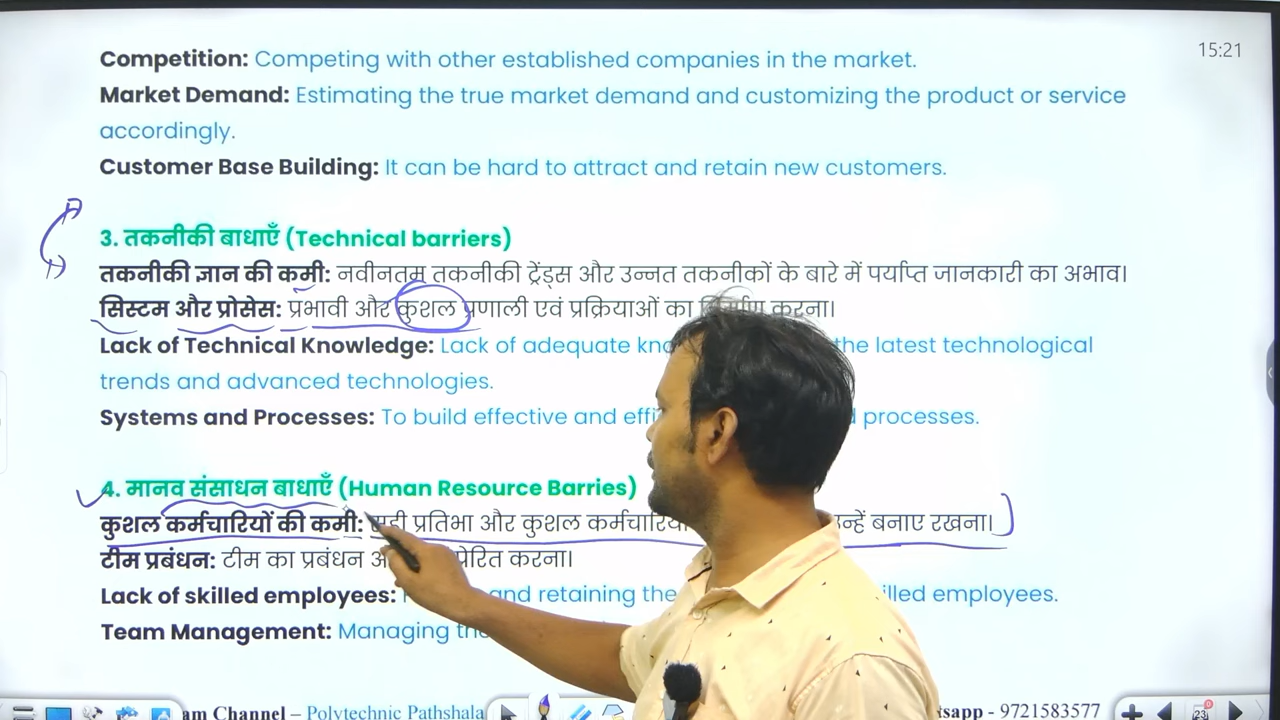 15:21
Competition: Competing with other established companies in the market.
Market Demand: Estimating the true market demand and customizing the product or service
accordingly.
Customer Base Building: It can be hard to attract and retain new customers.
3. तकनीकी बाधाएँ (Technical barriers)
तकनीकी ज्ञान की कमी: नवीनतम तकनीकी ट्रेंड्स और उन्नत तकनीकों के बारे में पर्याप्त जानकारी का अभाव।
सिस्टम और प्रोसेस: प्रभावी और कुशल प्रणाली एवं प्रक्रियाओं का निर्माण करना।
Lack of Technical Knowledge: Lack of adequate the latest technological
trends and advanced technologies.
Systems and Processes: To build effective and processes.
4. मानव संसाधन बाधाएँ (Human Resource Barries)
कुशल कर्मचारियों की कमी: सही प्रतिभा और कुशल उन्हें बनाए रखना।
टीम प्रबंधन: टीम का प्रबंधन प्रेरित करना।
Lack of skilled employees: and retaining the employees.
Team Management: Managing
am Channel – Polytechnic Pathshala tsapp - 9721583577
23